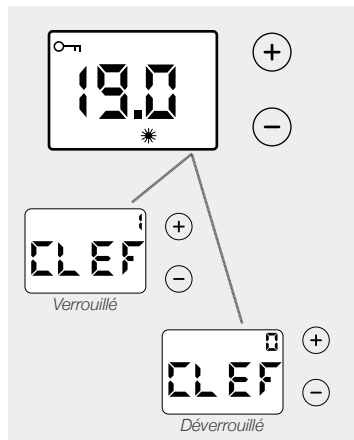 19.0
+
−
1
CLEF
+
−
Verrouillé
0
CLEF
+
−
Déverrouillé